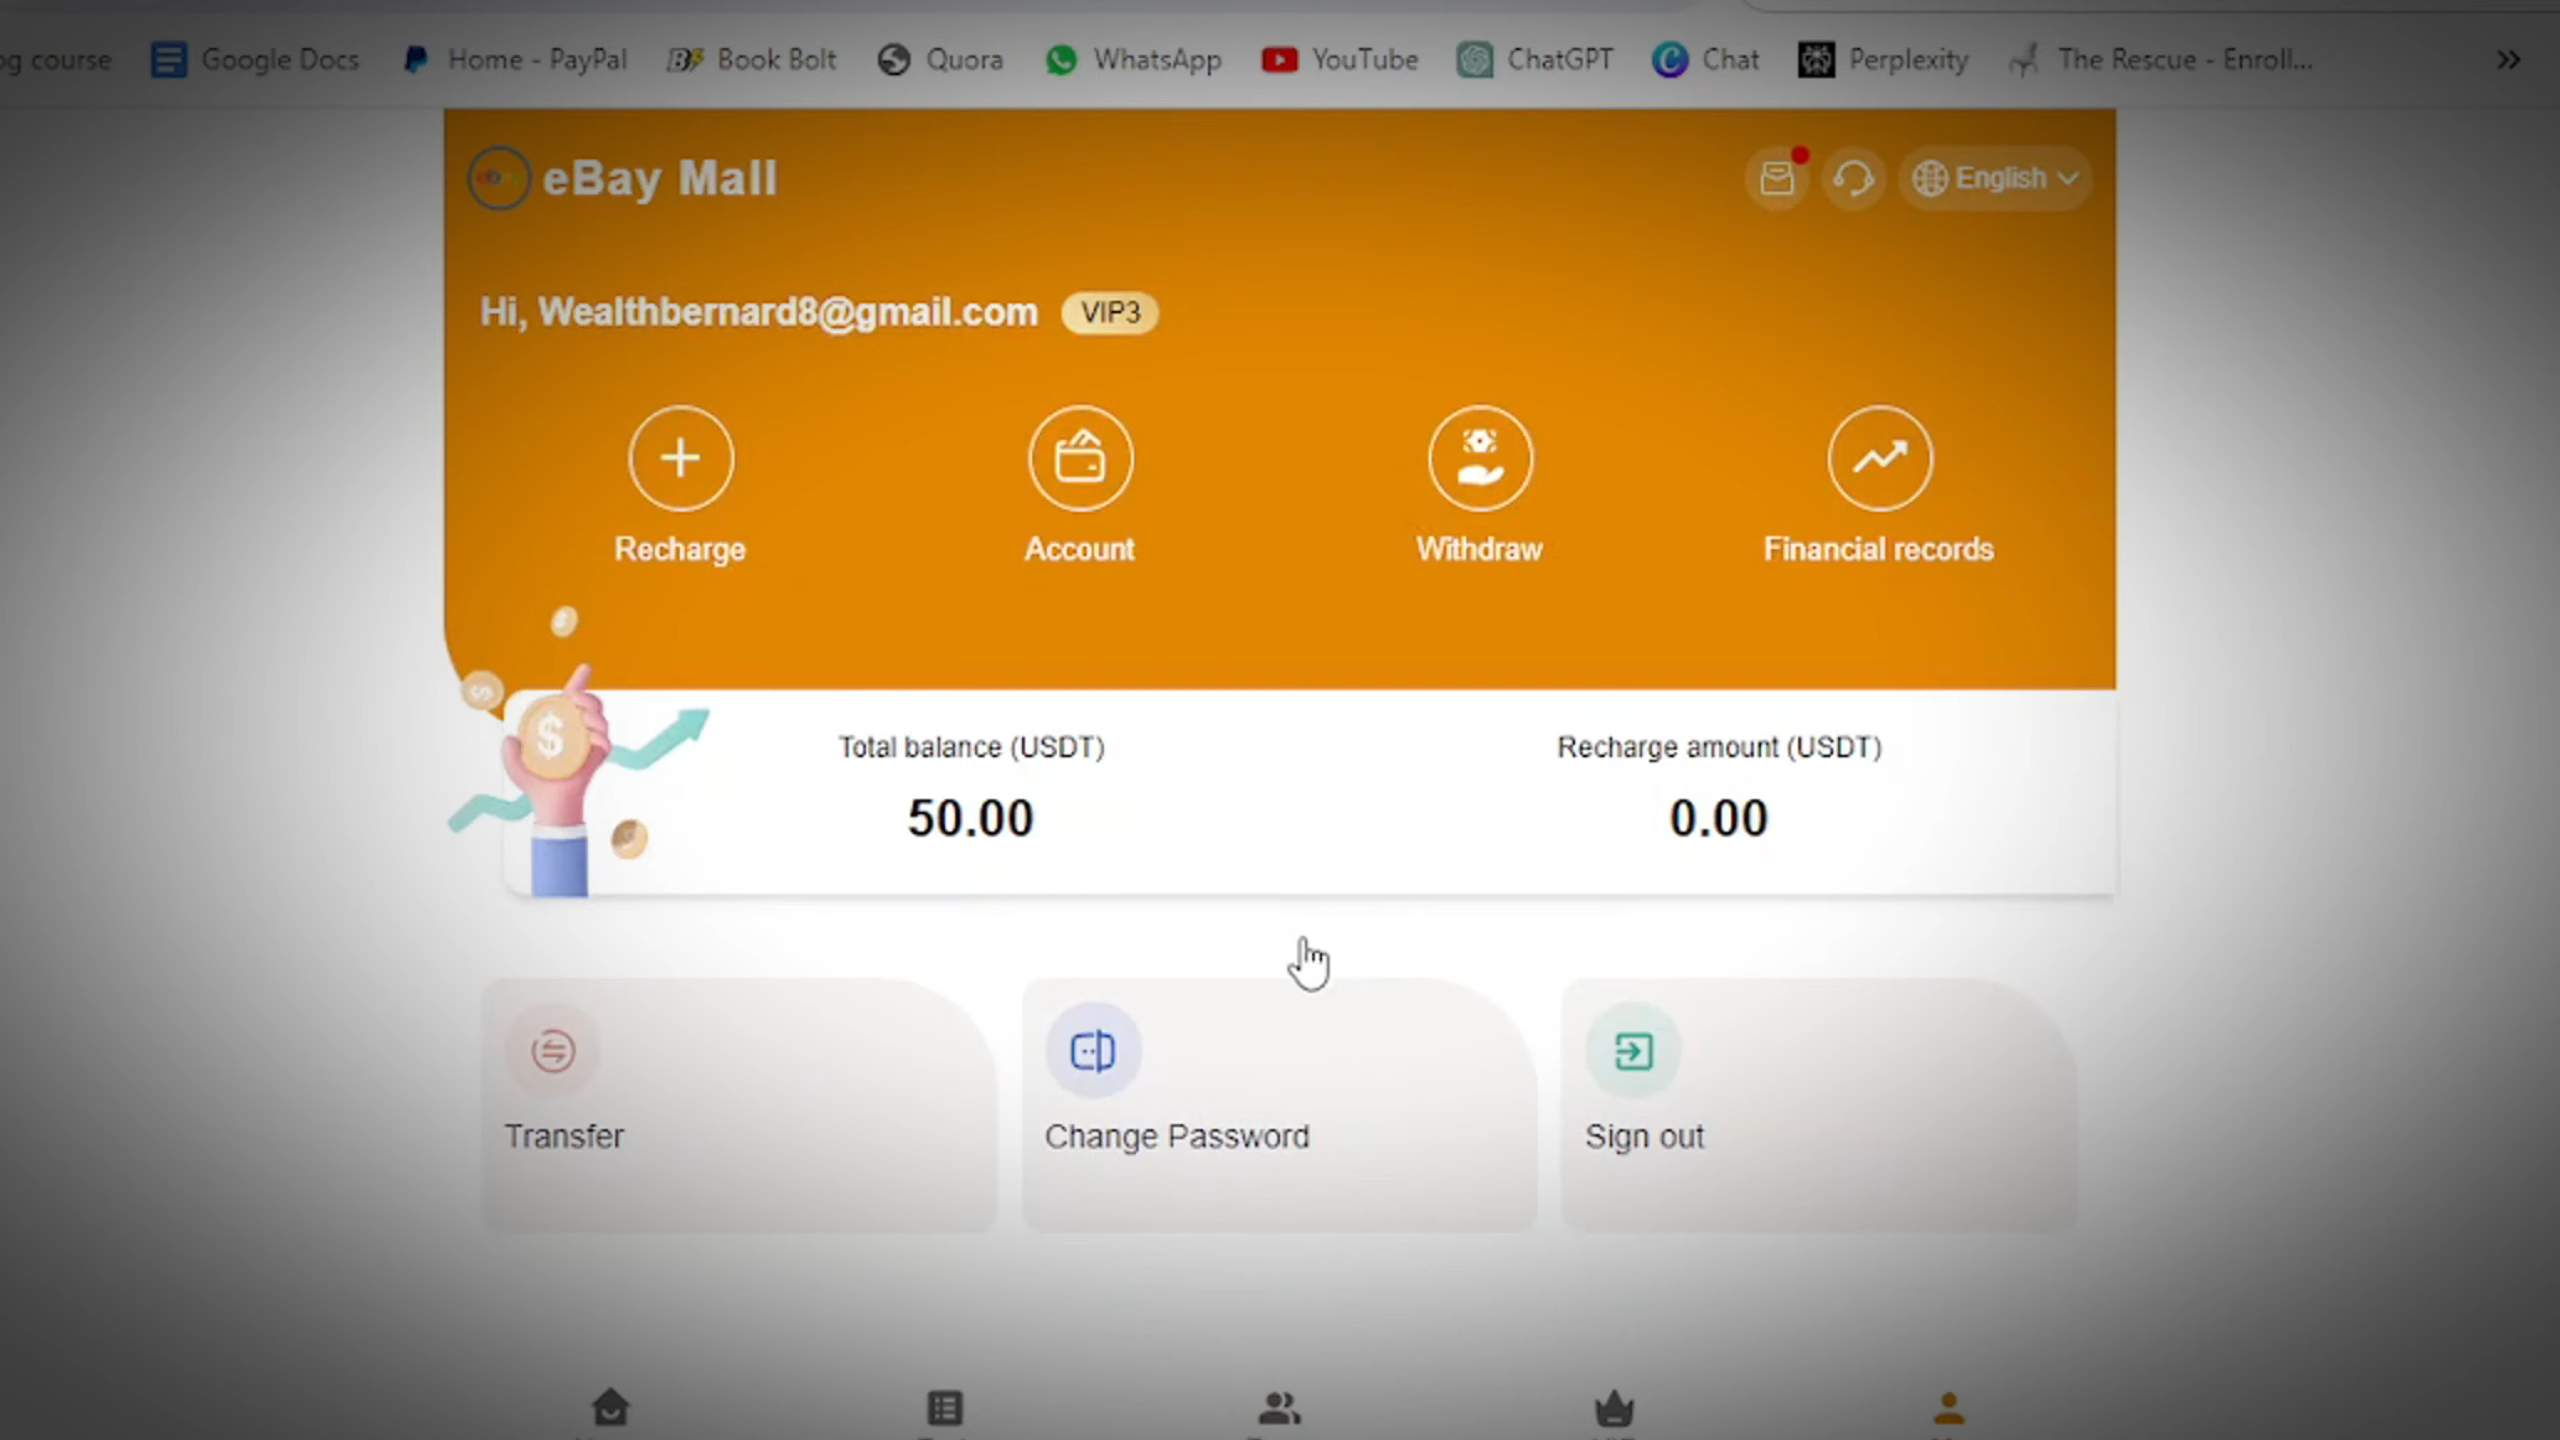 og course Google Docs Home - PayPal Book Bolt Quora WhatsApp YouTube ChatGPT Chat Perplexity The Rescue - Enroll...
eBay Mall English
Hi, Wealthbernard8@gmail.com VIP3
Recharge Account Withdraw Financial records
Total balance (USDT) Recharge amount (USDT)
50.00 0.00
Transfer Change Password Sign out